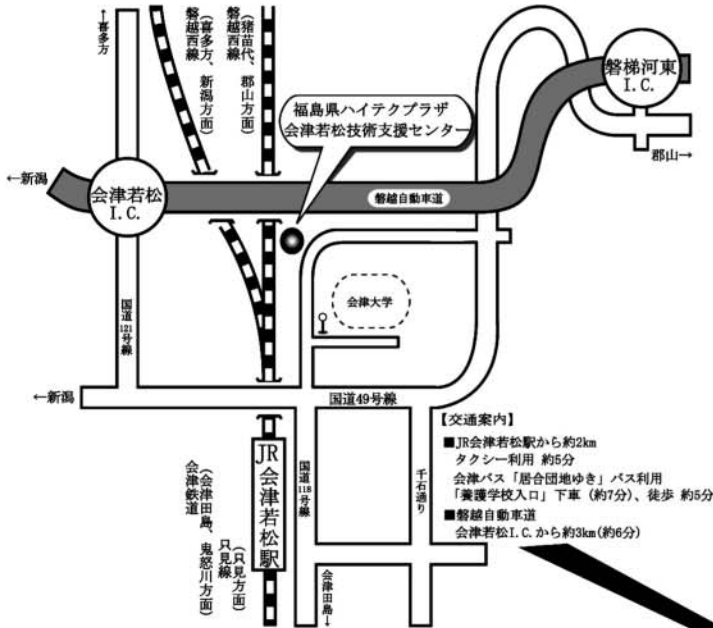 ←喜多方
磐越西線
(喜多方、新潟方面)
磐越西線
(猪苗代、郡山方面)
福島県ハイテクプラザ
会津若松技術支援センター
磐梯河東
I.C.
郡山→
←新潟
会津若松
I.C.
磐越自動車道
会津大学
国道121号線
←新潟
国道49号線
【交通案内】
■JR会津若松駅から約2km
タクシー利用 約5分
会津バス「居合団地ゆき」バス利用
「養護学校入口」下車 (約7分)、徒歩 約5分
■磐越自動車道
会津若松I.C.から約3km(約6分)
JR会津若松駅
国道118号線
千石通り
会津鉄道
(会津田島、鬼怒川方面)
只見線
(只見方面)
会津田島→